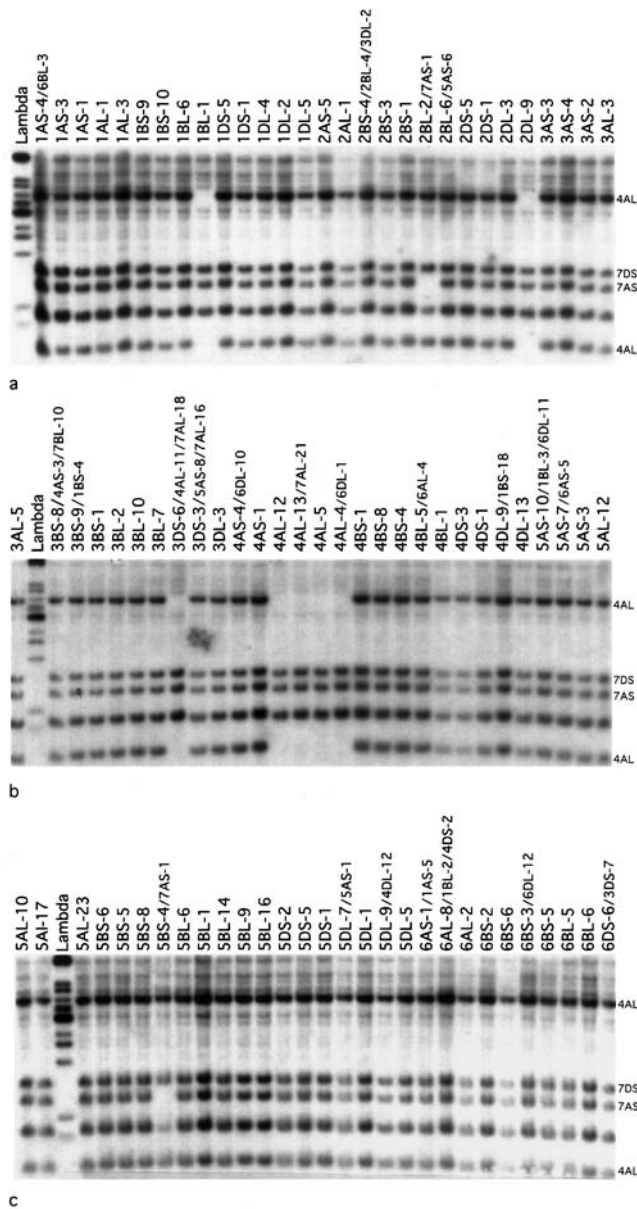 Lambda
1AS-4/6BL-3
1AS-3
1AS-1
1AL-1
1AL-3
1BS-9
1BS-10
1BL-6
1BL-1
1DS-5
1DS-1
1DL-4
1DL-2
1DL-5
2AS-5
2AL-1
2BS-4/2BL-4/3DL-2
2BS-3
2BS-1
2BL-2/7AS-1
2BL-6/5AS-6
2DS-5
2DS-1
2DL-3
2DL-9
3AS-3
3AS-4
3AS-2
3AL-3
4AL
7DS
7AS
4AL
a
3AL-5
Lambda
3BS-8/4AS-3/7BL-10
3BS-9/1BS-4
3BS-1
3BL-2
3BL-10
3BL-7
3DS-6/4AL-11/7AL-18
3DS-3/5AS-8/7AL-16
3DL-3
4AS-4/6DL-10
4AS-1
4AL-12
4AL-13/7AL-21
4AL-5
4AL-4/6DL-1
4BS-1
4BS-8
4BS-4
4BL-5/6AL-4
4BL-1
4DS-3
4DS-1
4DL-9/1BS-18
4DL-13
5AS-10/1BL-3/6DL-11
5AS-7/6AS-5
5AS-3
5AL-12
4AL
7DS
7AS
4AL
b
5AL-10
5Al-17
Lambda
5AL-23
5BS-6
5BS-5
5BS-8
5BS-4/7AS-1
5BL-6
5BL-1
5BL-14
5BL-9
5BL-16
5DS-2
5DS-5
5DS-1
5DL-7/5AS-1
5DL-1
5DL-9/4DL-12
5DL-5
6AS-1/1AS-5
6AL-8/1BL-2/4DS-2
6AL-2
6BS-2
6BS-6
6BS-3/6DL-12
6BS-5
6BL-5
6BL-6
6DS-6/3DS-7
4AL
7DS
7AS
4AL
c